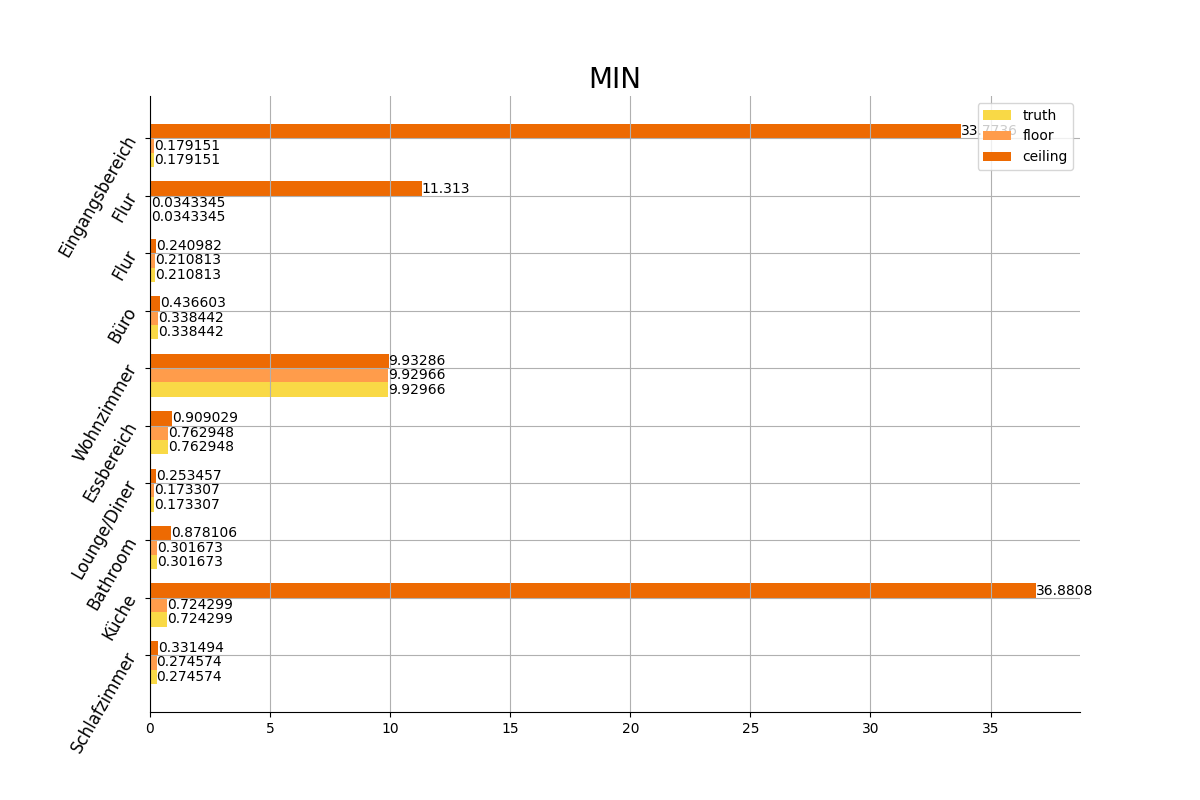 MIN
truth
floor
ceiling
Eingangsbereich
33.7736
0.179151
0.179151
Flur
11.313
0.0343345
0.0343345
Flur
0.240982
0.210813
0.210813
Büro
0.436603
0.338442
0.338442
Wohnzimmer
9.93286
9.92966
9.92966
Essbereich
0.909029
0.762948
0.762948
Lounge/Diner
0.253457
0.173307
0.173307
Bathroom
0.878106
0.301673
0.301673
Küche
36.8808
0.724299
0.724299
Schlafzimmer
0.331494
0.274574
0.274574
0 5 10 15 20 25 30 35